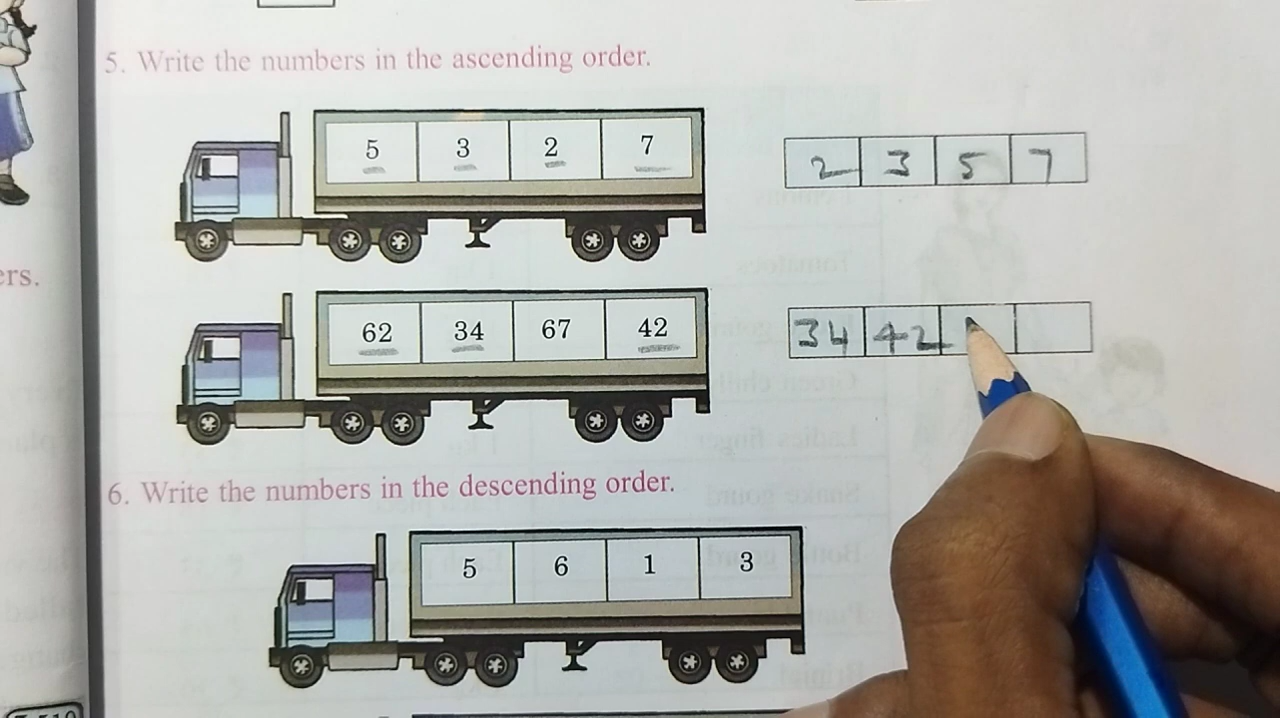 5. Write the numbers in the ascending order.
5 3 2 7
2 3 5 7
62 34 67 42
34 42
6. Write the numbers in the descending order.
5 6 1 3
ers.